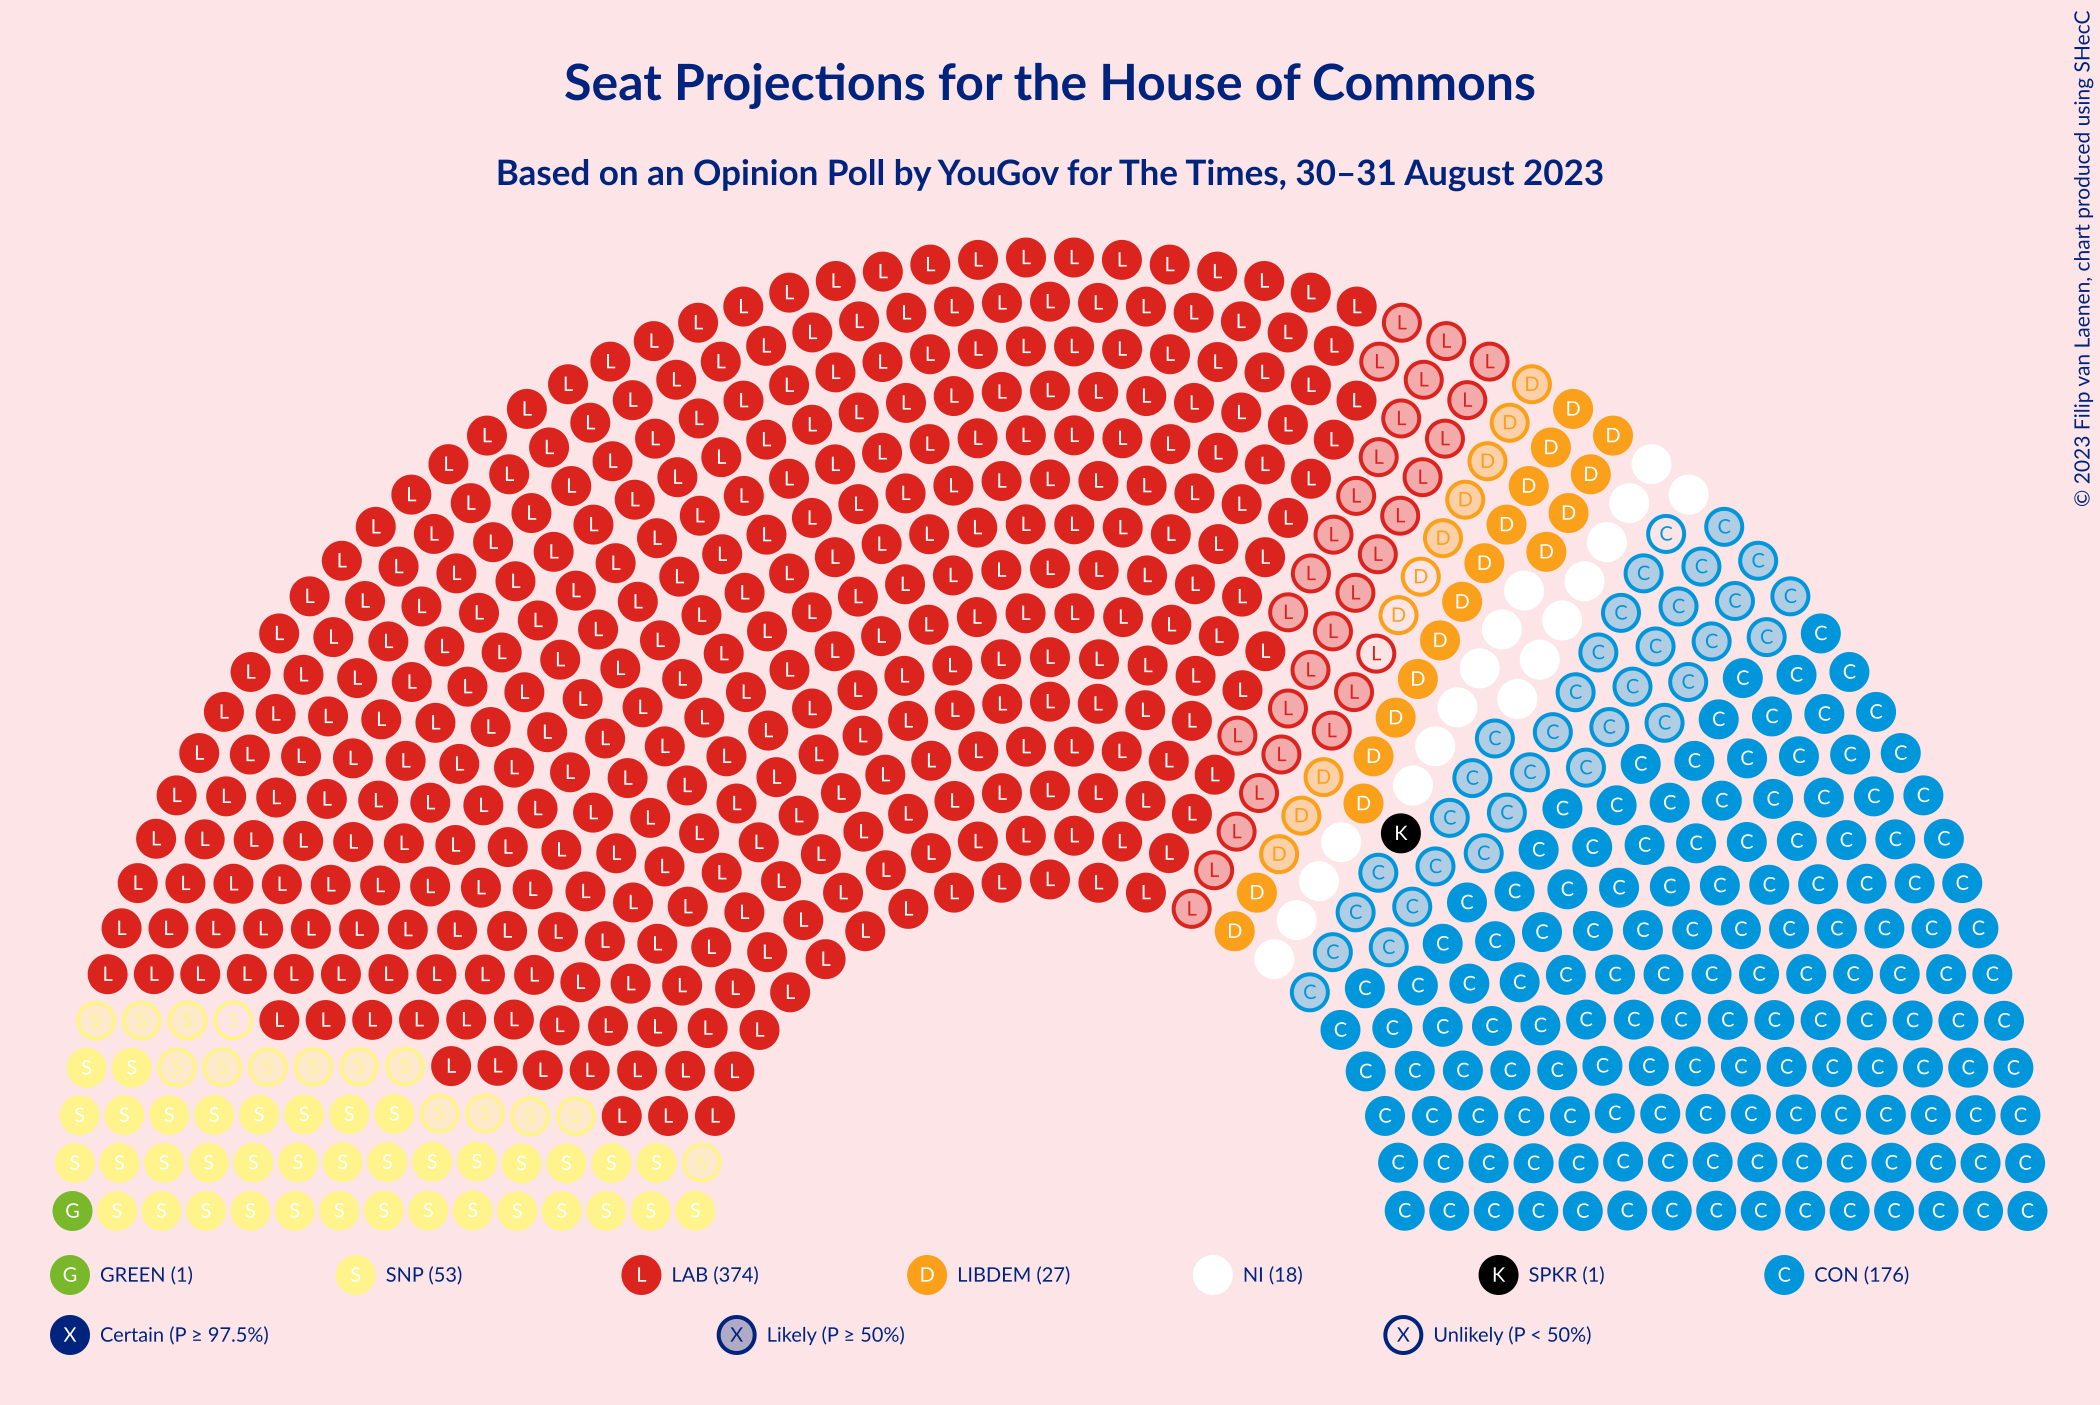 Seat Projections for the House of Commons
Based on an Opinion Poll by YouGov for The Times, 30–31 August 2023
© 2023 Filip van Laenen, chart produced using SHecC
G GREEN (1) S SNP (53) L LAB (374) D LIBDEM (27) NI (18) K SPKR (1) C CON (176)
X Certain (P ≥ 97.5%) X Likely (P ≥ 50%) X Unlikely (P < 50%)